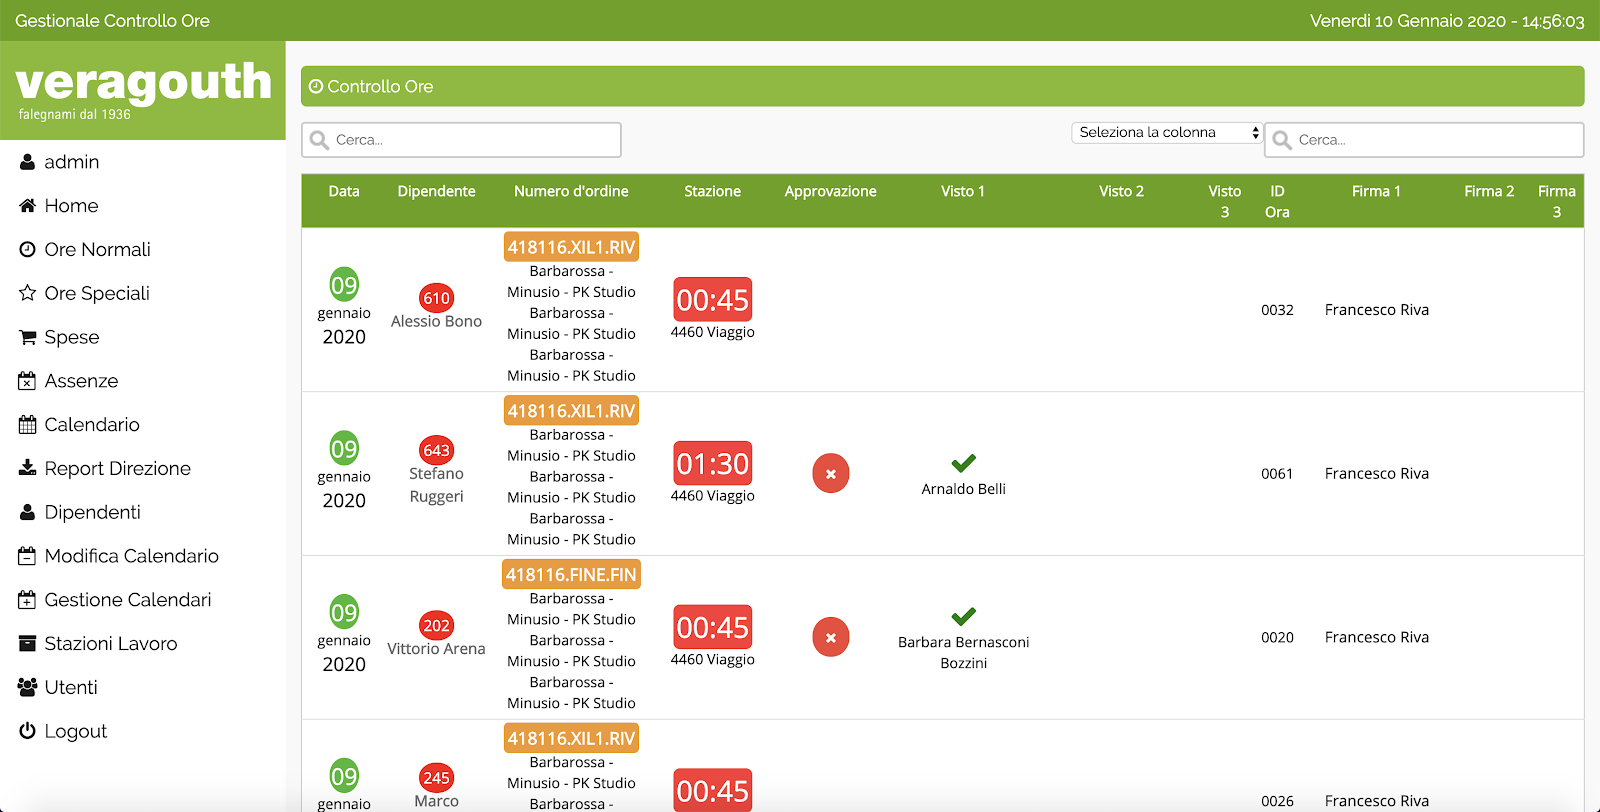 Gestionale Controllo Ore
Venerdi 10 Gennaio 2020 - 14:56:03
veragouth
falegnami dal 1936
admin
Home
Ore Normali
Ore Speciali
Spese
Assenze
Calendario
Report Direzione
Dipendenti
Modifica Calendario
Gestione Calendari
Stazioni Lavoro
Utenti
Logout
Controllo Ore
Cerca...
Seleziona la colonna
Cerca...
Data Dipendente Numero d'ordine Stazione Approvazione Visto 1 Visto 2 Visto 3 ID Ora Firma 1 Firma 2 Firma 3
09
gennaio
2020
610
Alessio Bono
418116.XIL1.RIV
Barbarossa -
Minusio - PK Studio
Barbarossa -
Minusio - PK Studio
Barbarossa -
Minusio - PK Studio
00:45
4460 Viaggio
0032
Francesco Riva
09
gennaio
2020
643
Stefano
Ruggeri
418116.XIL1.RIV
Barbarossa -
Minusio - PK Studio
Barbarossa -
Minusio - PK Studio
Barbarossa -
Minusio - PK Studio
01:30
4460 Viaggio
Arnaldo Belli
0061
Francesco Riva
09
gennaio
2020
202
Vittorio Arena
418116.FINE.FIN
Barbarossa -
Minusio - PK Studio
Barbarossa -
Minusio - PK Studio
Barbarossa -
Minusio - PK Studio
00:45
4460 Viaggio
Barbara Bernasconi
Bozzini
0020
Francesco Riva
09
gennaio
245
Marco
418116.XIL1.RIV
Barbarossa -
Minusio - PK Studio
Barbarossa -
00:45
0026
Francesco Riva